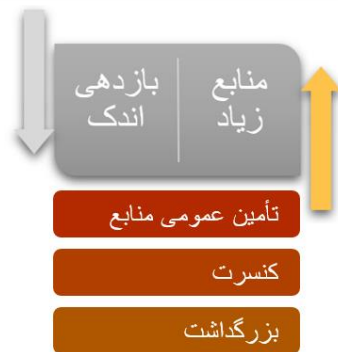 منابع زیاد
بازدهی اندک
تأمین عمومی منابع
کنسرت
بزرگداشت